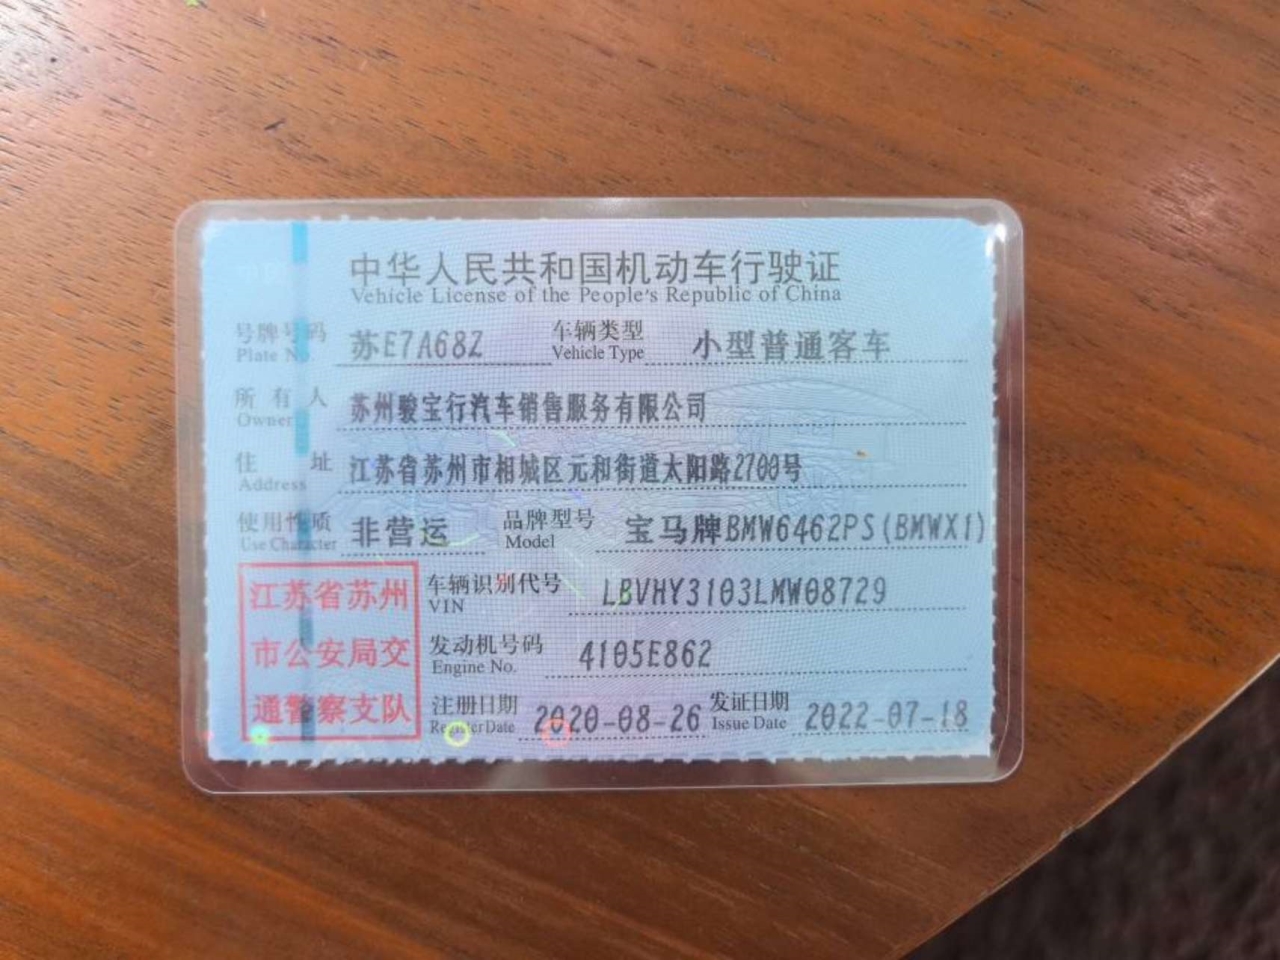 中华人民共和国机动车行驶证
Vehicle License of the People's Republic of China
号牌号码 苏E7A68Z 车辆类型 小型普通客车
Plate No. Vehicle Type
所有人 苏州骏宝行汽车销售服务有限公司
Owner
住址 江苏省苏州市相城区元和街道太阳路2700号
Address
使用性质 非营运 品牌型号 宝马牌BMW6462PS(BMWX1)
Use Character Model
江苏省苏州 车辆识别代号 LBVHY3103LMW08729
VIN
市公安局交 发动机号码 4105E862
Engine No.
通警察支队 注册日期 2020-08-26 发证日期 2022-07-18
Register Date Issue Date